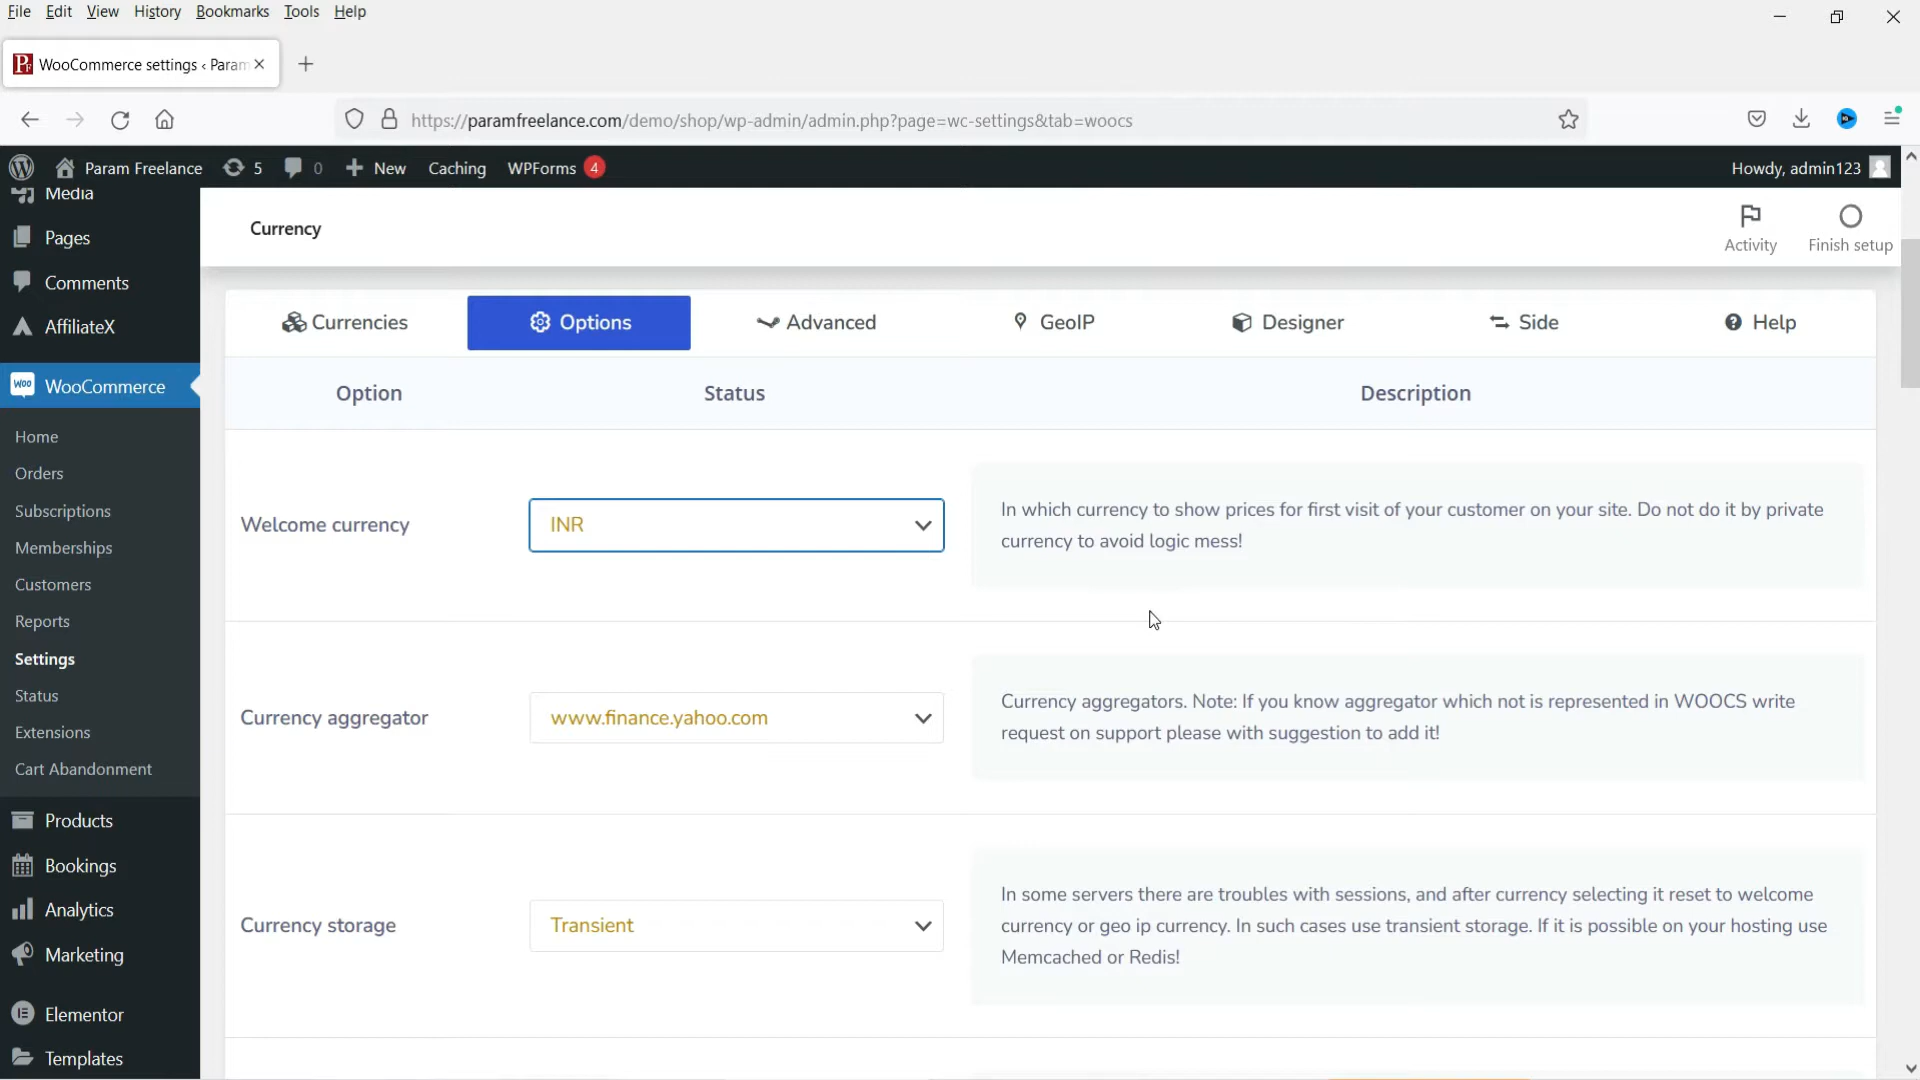 File Edit View History Bookmarks Tools Help
WooCommerce settings ‹ Param
https://paramfreelance.com/demo/shop/wp-admin/admin.php?page=wc-settings&tab=woocs
Param Freelance 5 0 New Caching WPForms 4 Howdy, admin123
Media
Pages
Comments
AffiliateX
WooCommerce
Home
Orders
Subscriptions
Memberships
Customers
Reports
Settings
Status
Extensions
Cart Abandonment
Products
Bookings
Analytics
Marketing
Elementor
Templates
Currency
Activity Finish setup
Currencies Options Advanced GeoIP Designer Side Help
Option Status Description
Welcome currency
INR
In which currency to show prices for first visit of your customer on your site. Do not do it by private
currency to avoid logic mess!
Currency aggregator
www.finance.yahoo.com
Currency aggregators. Note: If you know aggregator which not is represented in WOOCS write
request on support please with suggestion to add it!
Currency storage
Transient
In some servers there are troubles with sessions, and after currency selecting it reset to welcome
currency or geo ip currency. In such cases use transient storage. If it is possible on your hosting use
Memcached or Redis!